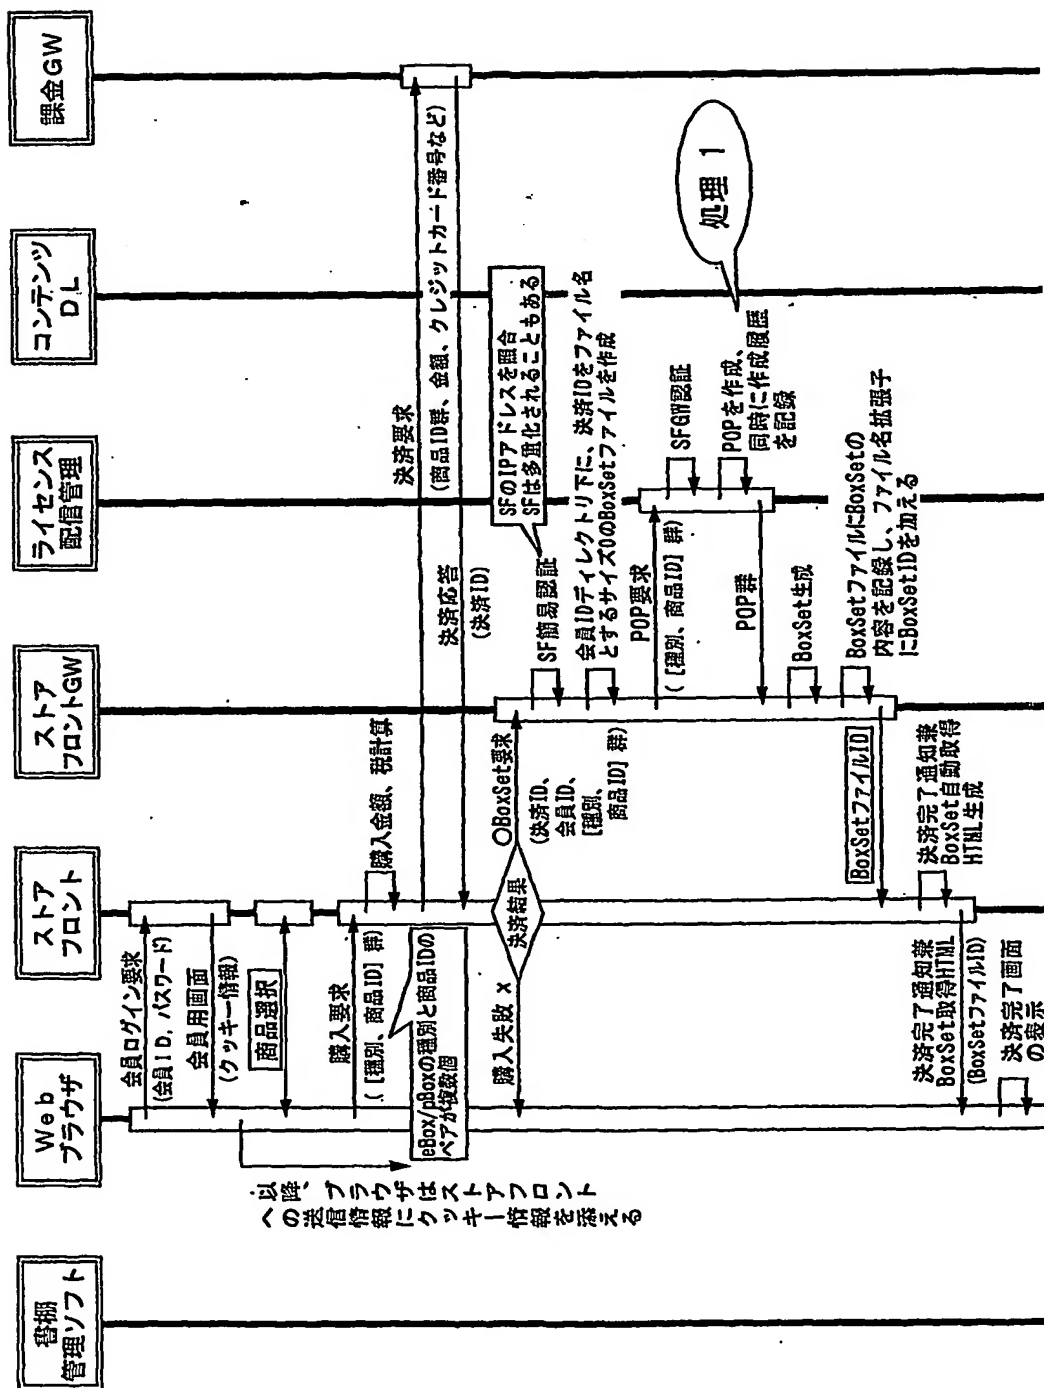 書棚
管理ソフト
Web
ブラウザ
ストア
フロント
ストア
フロントGW
ライセンス
配信管理
コンテンツ
DL
課金GW
会員ログイン要求
(会員ID, パスワード)
会員用画面
(クッキー情報)
以降、ブラウザはストアフロント
への送信情報にクッキー情報を添える
商品選択
購入要求
([種別、商品ID] 群)
eBox/pBoxの種別と商品IDの
ペアが複数個
購入金額、税計算
決済要求
(商品ID群、金額、クレジットカード番号など)
決済応答
(決済ID)
決済結果
購入失敗 ×
○BoxSet要求
(決済ID、
会員ID、
[種別、
商品ID] 群)
SF簡易認証
SFのIPアドレスを照合
SFは多重化されることもある
会員IDディレクトリ下に、決済IDをファイル名
とするサイズ0のBoxSetファイルを作成
POP要求
([種別、商品ID] 群)
SFGW認証
POPを作成、
同時に作成履歴
を記録
処理 1
POP群
BoxSet生成
BoxSetファイルにBoxSetの
内容を記録し、ファイル名拡張子
にBoxSetIDを加える
BoxSetファイルID
決済完了通知兼
BoxSet自動取得
HTML生成
決済完了通知兼
BoxSet取得HTML
(BoxSetファイルID)
決済完了画面
の表示